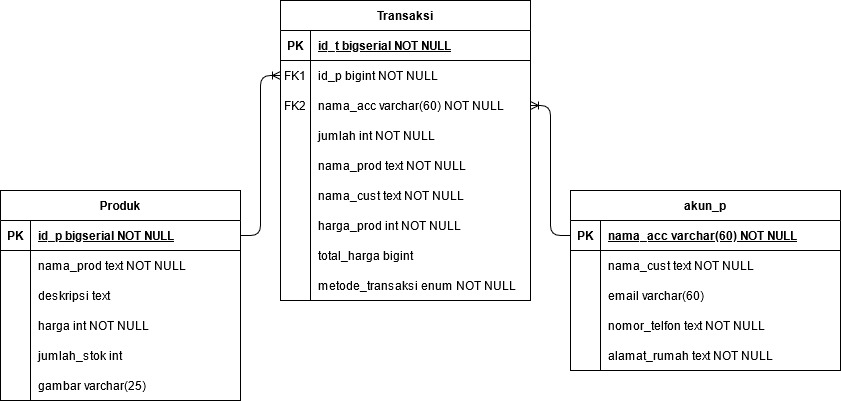 Transaksi
PK id_t bigserial NOT NULL
FK1 id_p bigint NOT NULL
FK2 nama_acc varchar(60) NOT NULL
jumlah int NOT NULL
nama_prod text NOT NULL
nama_cust text NOT NULL
harga_prod int NOT NULL
total_harga bigint
metode_transaksi enum NOT NULL
Produk
PK id_p bigserial NOT NULL
nama_prod text NOT NULL
deskripsi text
harga int NOT NULL
jumlah_stok int
gambar varchar(25)
akun_p
PK nama_acc varchar(60) NOT NULL
nama_cust text NOT NULL
email varchar(60)
nomor_telfon text NOT NULL
alamat_rumah text NOT NULL